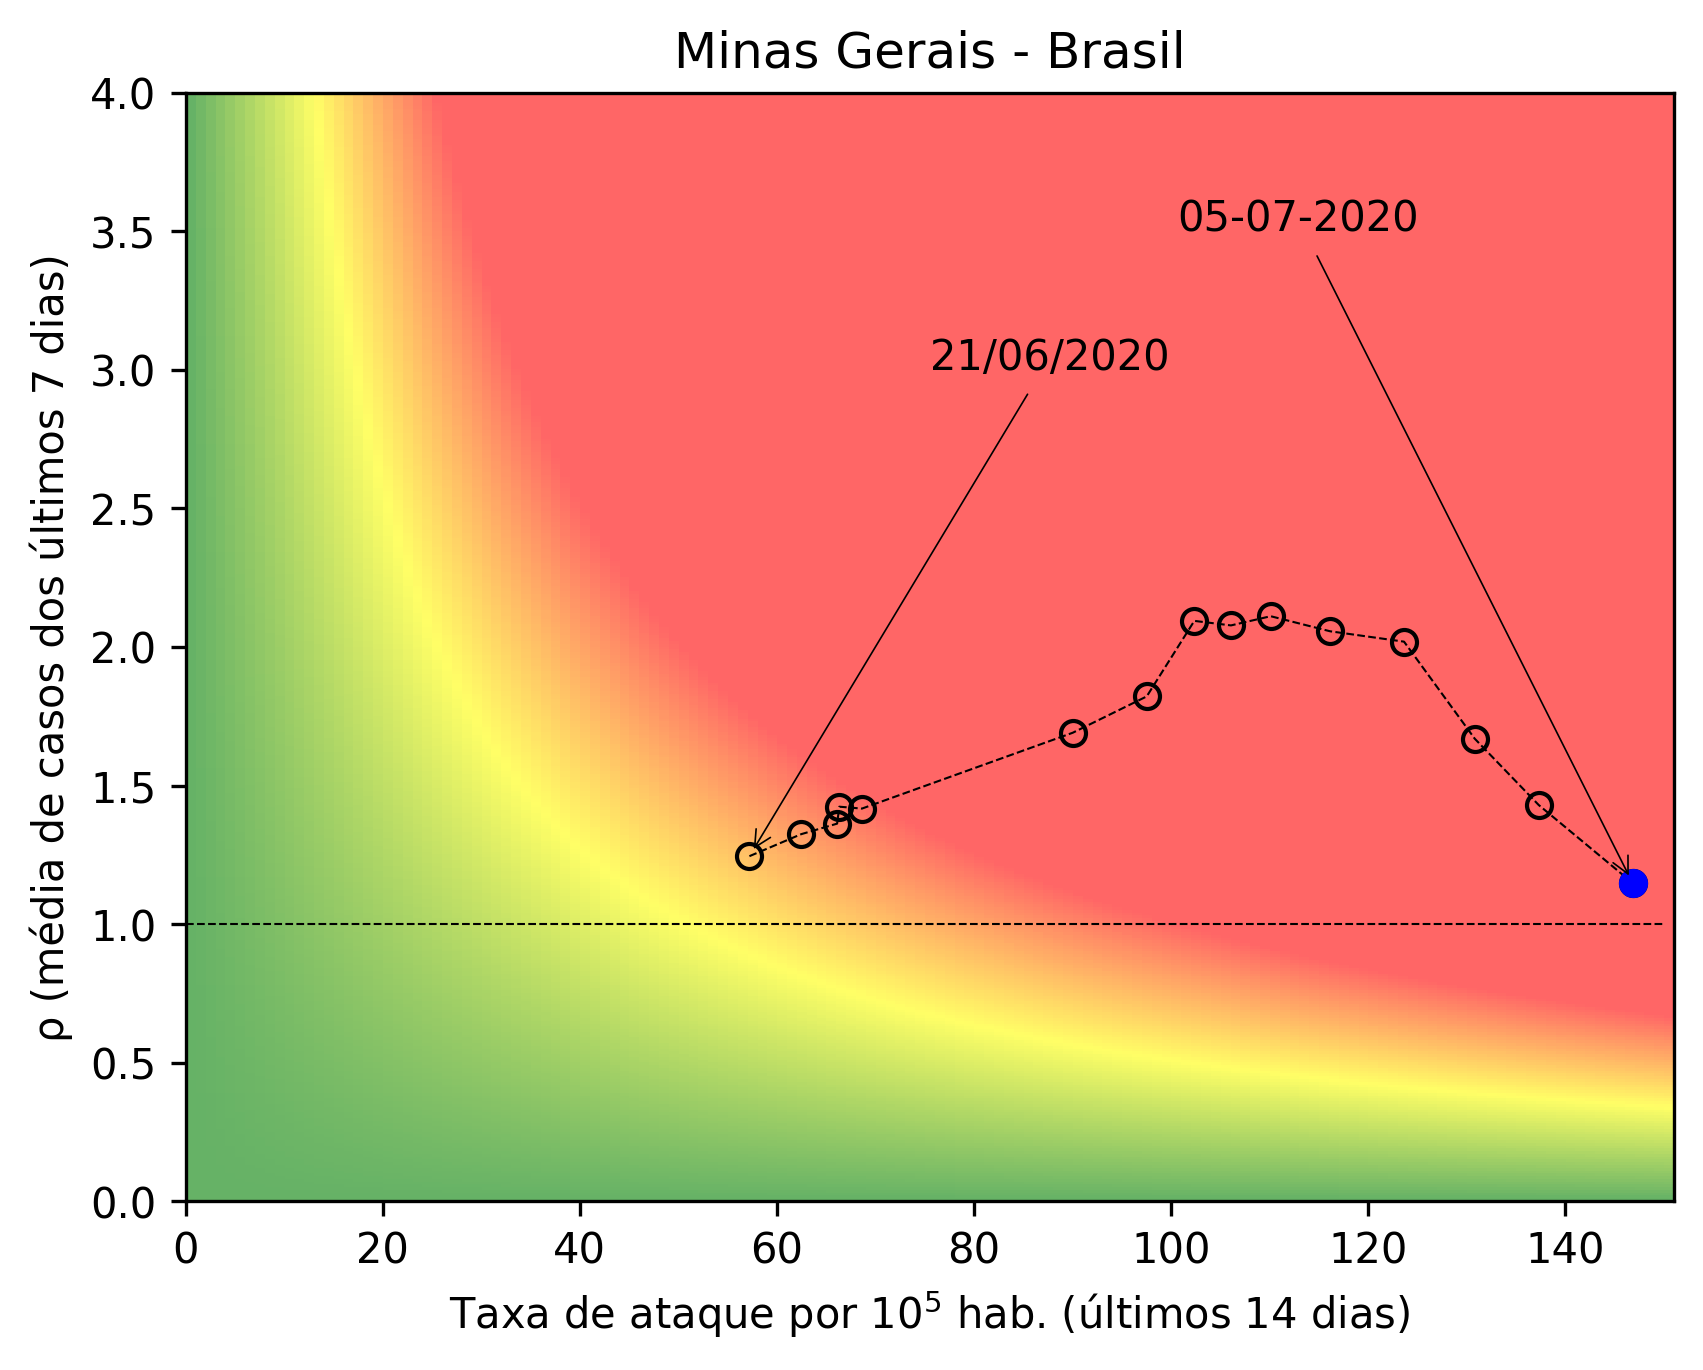 Minas Gerais - Brasil
4.0
3.5
3.0
2.5
2.0
1.5
1.0
0.5
0.0
ρ (média de casos dos últimos 7 dias)
05-07-2020
21/06/2020
0 20 40 60 80 100 120 140
Taxa de ataque por 10⁵ hab. (últimos 14 dias)